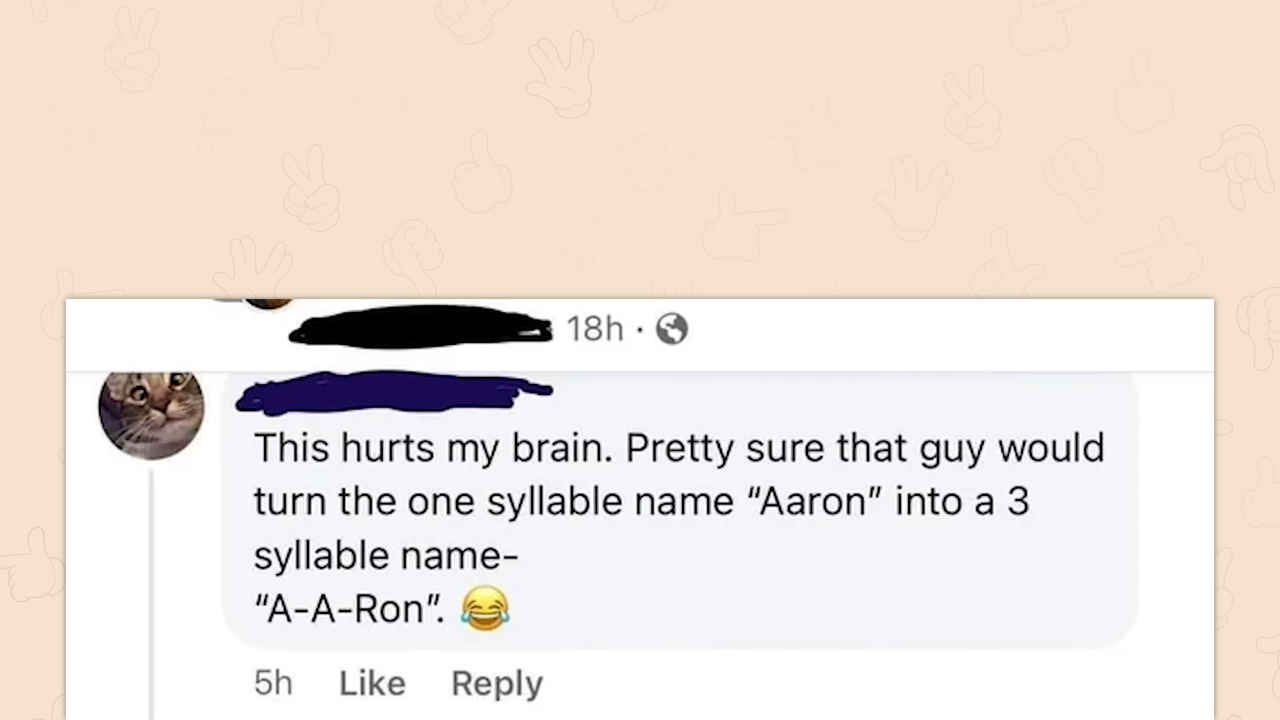 18h ·
This hurts my brain. Pretty sure that guy would
turn the one syllable name “Aaron” into a 3
syllable name-
“A-A-Ron”. 😂
5h Like Reply